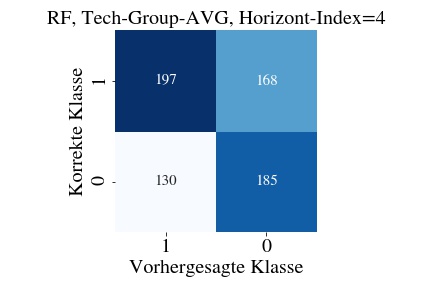 RF, Tech-Group-AVG, Horizont-Index=4
Korrekte Klasse
1
197
168
0
130
185
1
0
Vorhergesagte Klasse